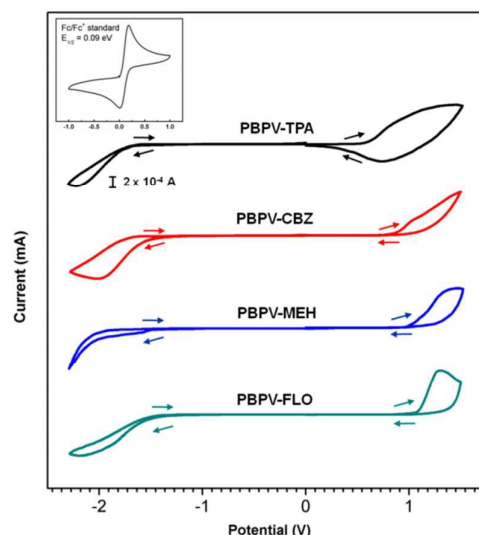 Fc/Fc⁺ standard
E₁/₂ = 0.09 eV
-1.0 -0.5 0.0 0.5 1.0
PBPV-TPA
2 x 10⁻⁴ A
PBPV-CBZ
PBPV-MEH
PBPV-FLO
Current (mA)
-2 -1 0 1
Potential (V)